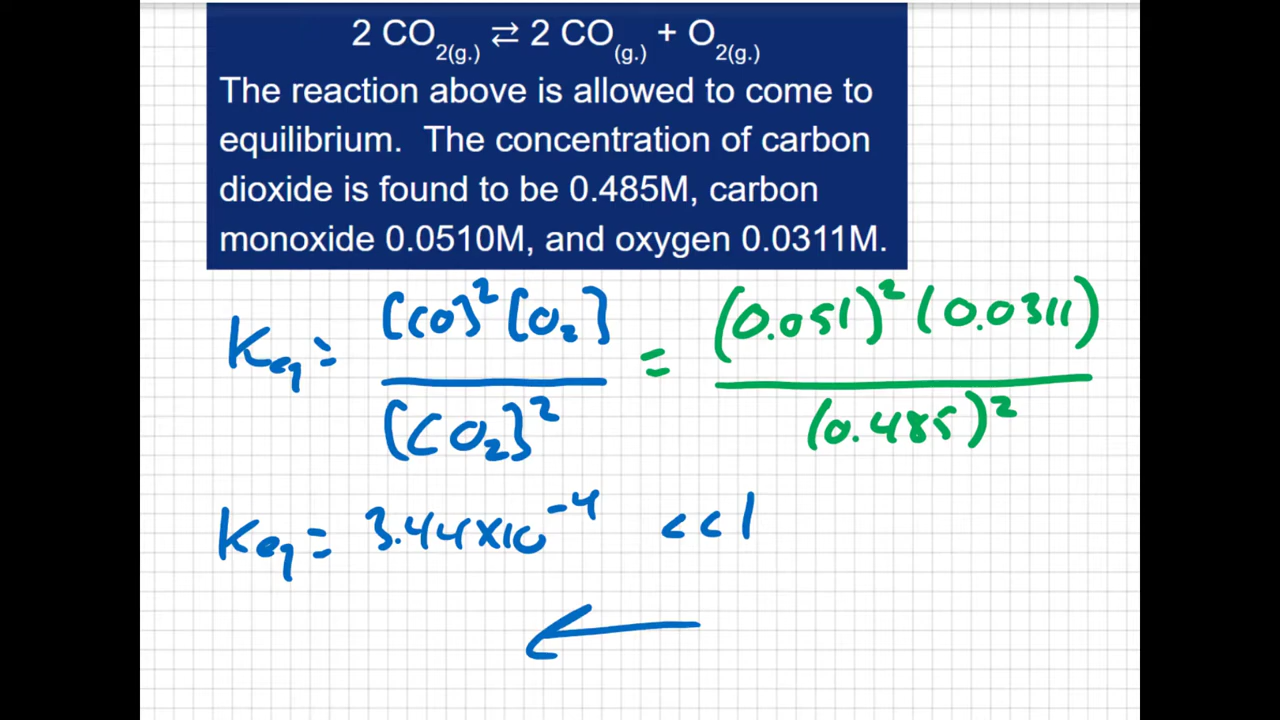 2 CO₂(g.) ⇄ 2 CO(g.) + O₂(g.)
The reaction above is allowed to come to
equilibrium. The concentration of carbon
dioxide is found to be 0.485M, carbon
monoxide 0.0510M, and oxygen 0.0311M.
Keq = [CO]² [O₂] / [CO₂]² = (0.051)² (0.0311) / (0.485)²
Keq = 3.44x10⁻⁴ <<1